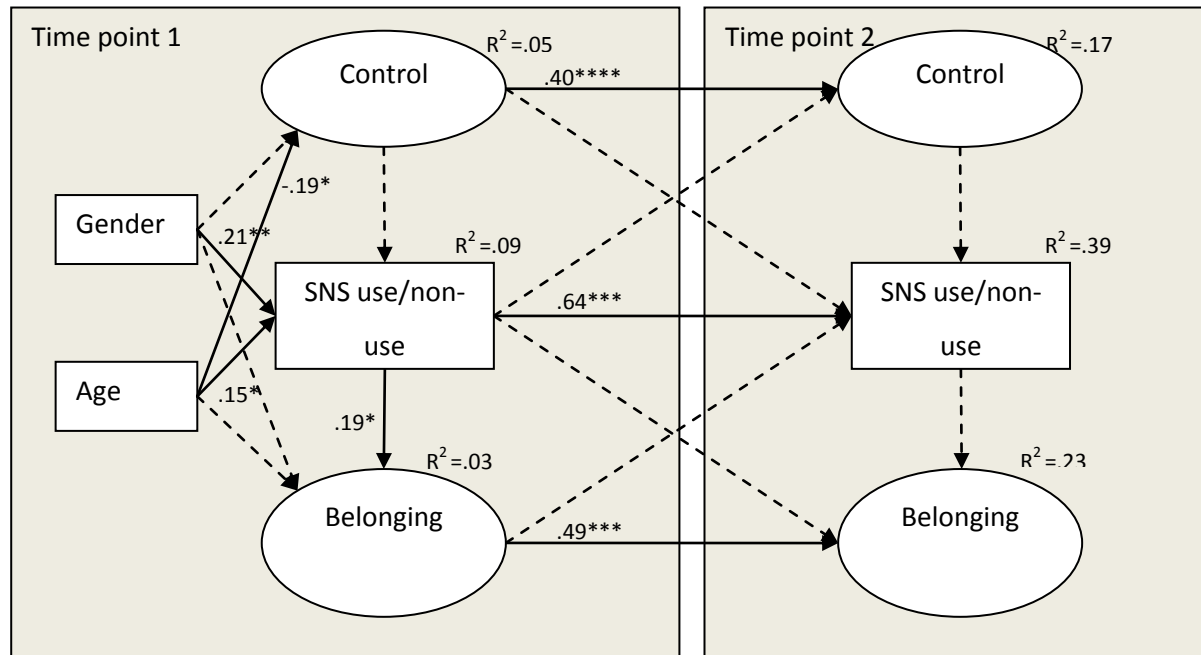 Time point 1
R²=.05
Control
.40****
-.19*
Gender
.21**
R²=.09
SNS use/non-
use
.64***
Age
.15*
.19*
R²=.03
Belonging
.49***
Time point 2
R²=.17
Control
R²=.39
SNS use/non-
use
R²=.23
Belonging